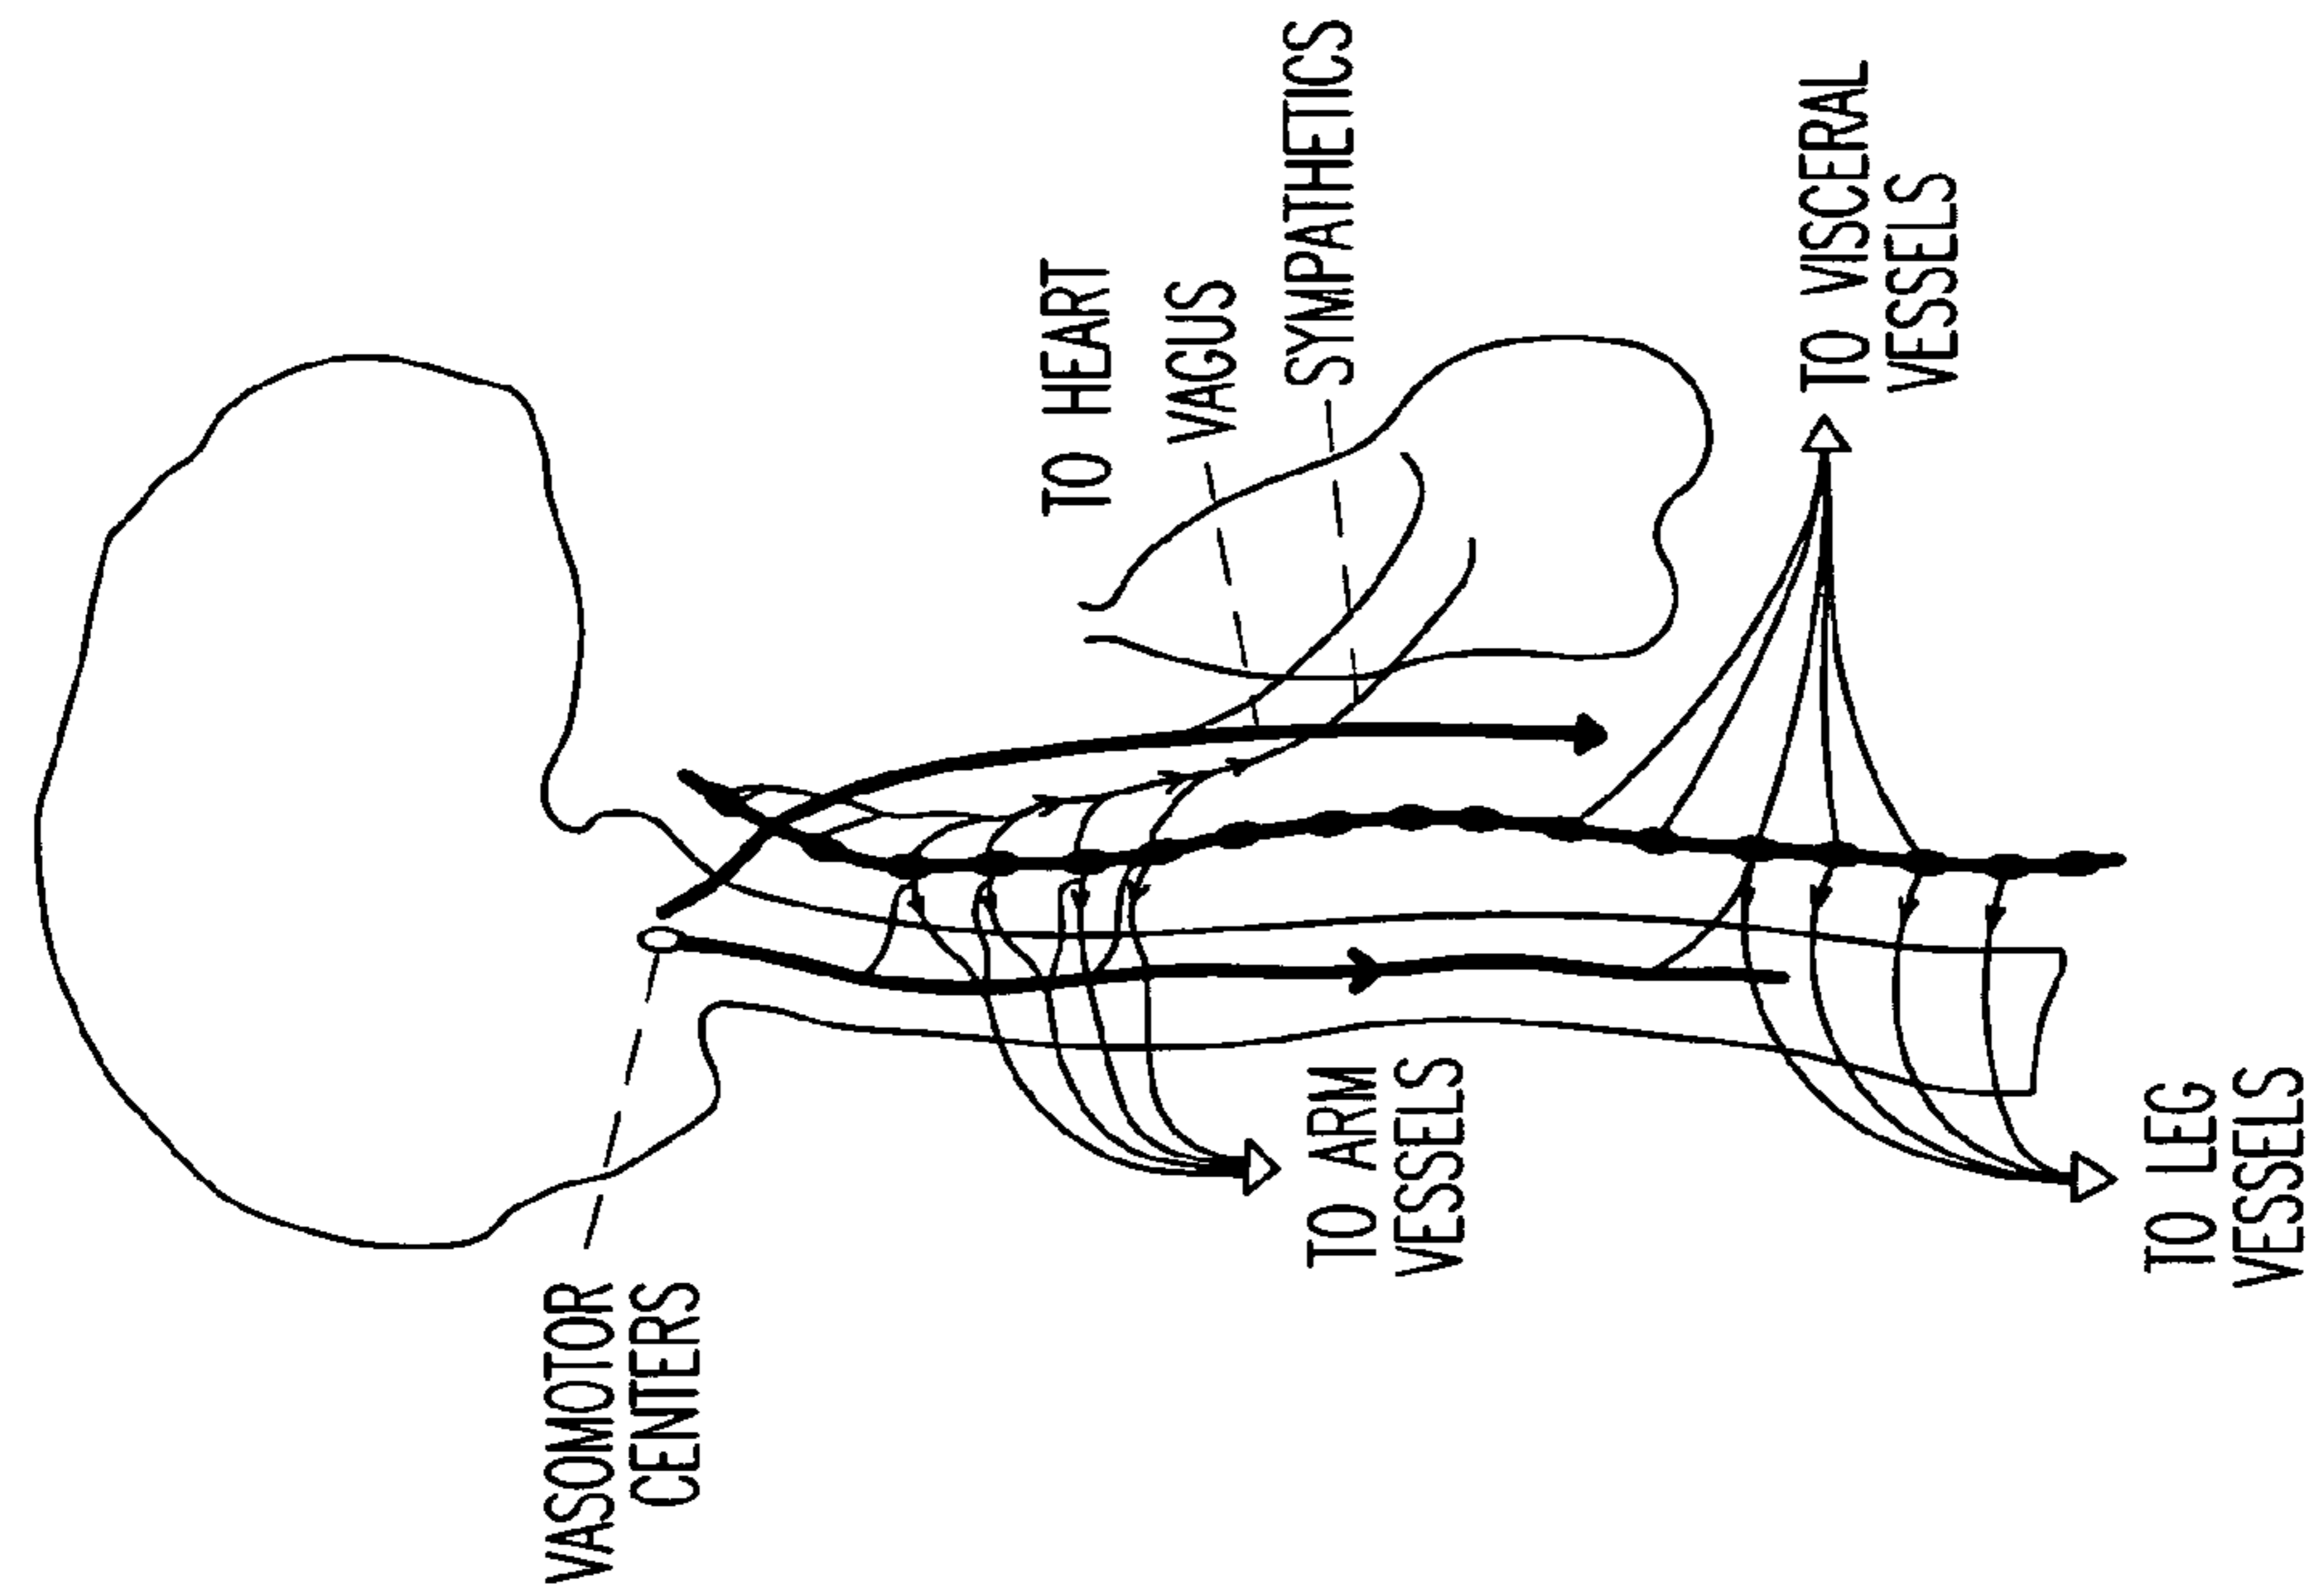 VASOMOTOR
CENTERS
TO HEART
VAGUS
SYMPATHETICS
TO ARM
VESSELS
TO VISCERAL
VESSELS
TO LEG
VESSELS